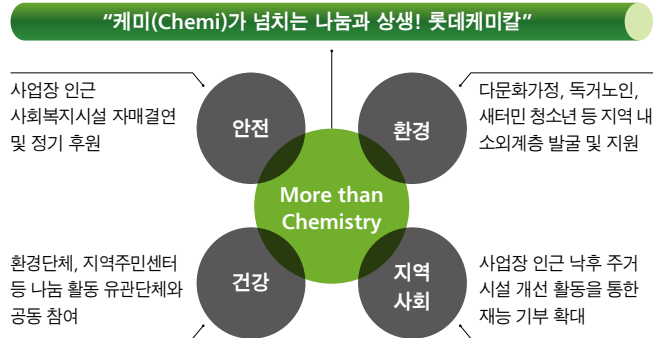 “케미(Chemi)가 넘치는 나눔과 상생! 롯데케미칼”
사업장 인근
사회복지시설 자매결연
및 정기 후원
안전
환경
다문화가정, 독거노인,
새터민 청소년 등 지역 내
소외계층 발굴 및 지원
More than
Chemistry
환경단체, 지역주민센터
등 나눔 활동 유관단체와
공동 참여
건강
지역
사회
사업장 인근 낙후 주거
시설 개선 활동을 통한
재능 기부 확대